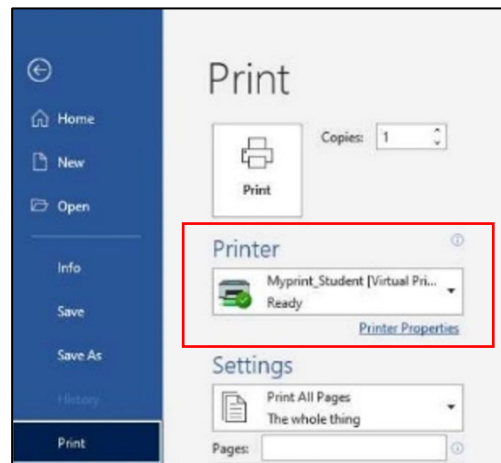 Print
Home
New
Open
Info
Save
Save As
History
Print
Copies: 1
Print
Printer
Myprint_Student [Virtual Pri...
Ready
Printer Properties
Settings
Print All Pages
The whole thing
Pages: